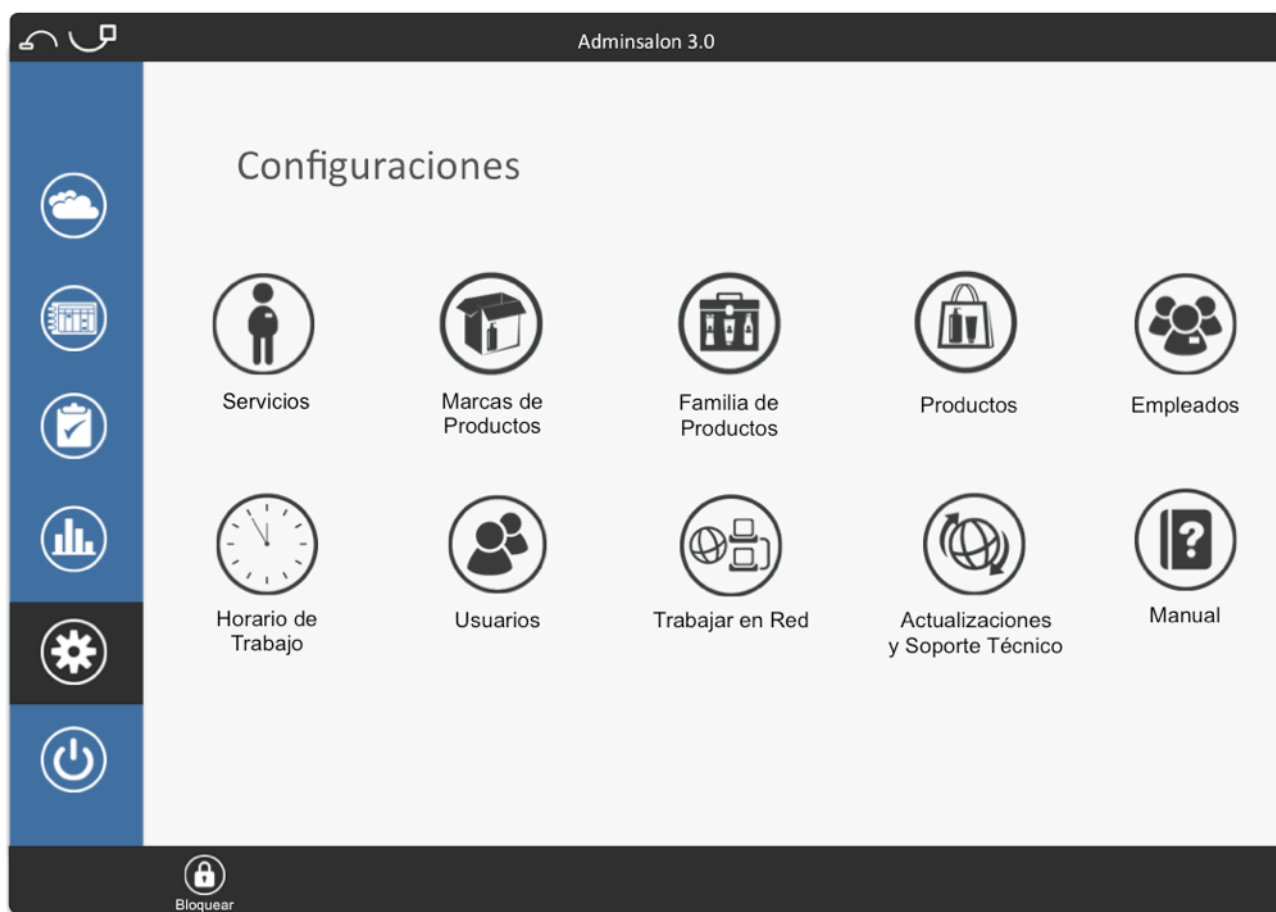 Adminsalon 3.0
Configuraciones
Servicios
Marcas de
Productos
Familia de
Productos
Productos
Empleados
Horario de
Trabajo
Usuarios
Trabajar en Red
Actualizaciones
y Soporte Técnico
Manual
Bloquear